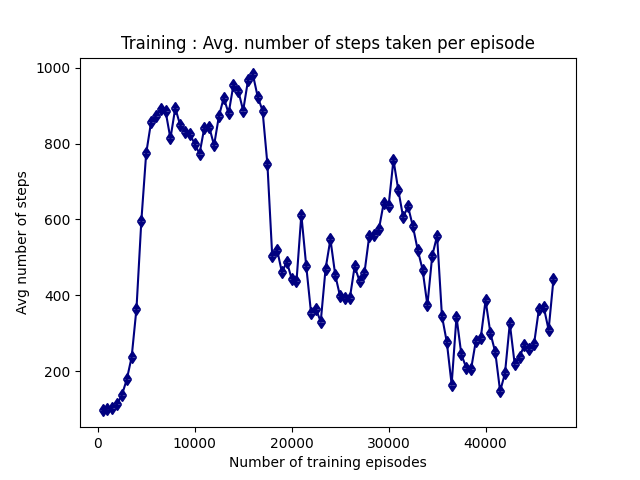 Training : Avg. number of steps taken per episode
1000
800
600
400
200
Avg number of steps
0 10000 20000 30000 40000
Number of training episodes